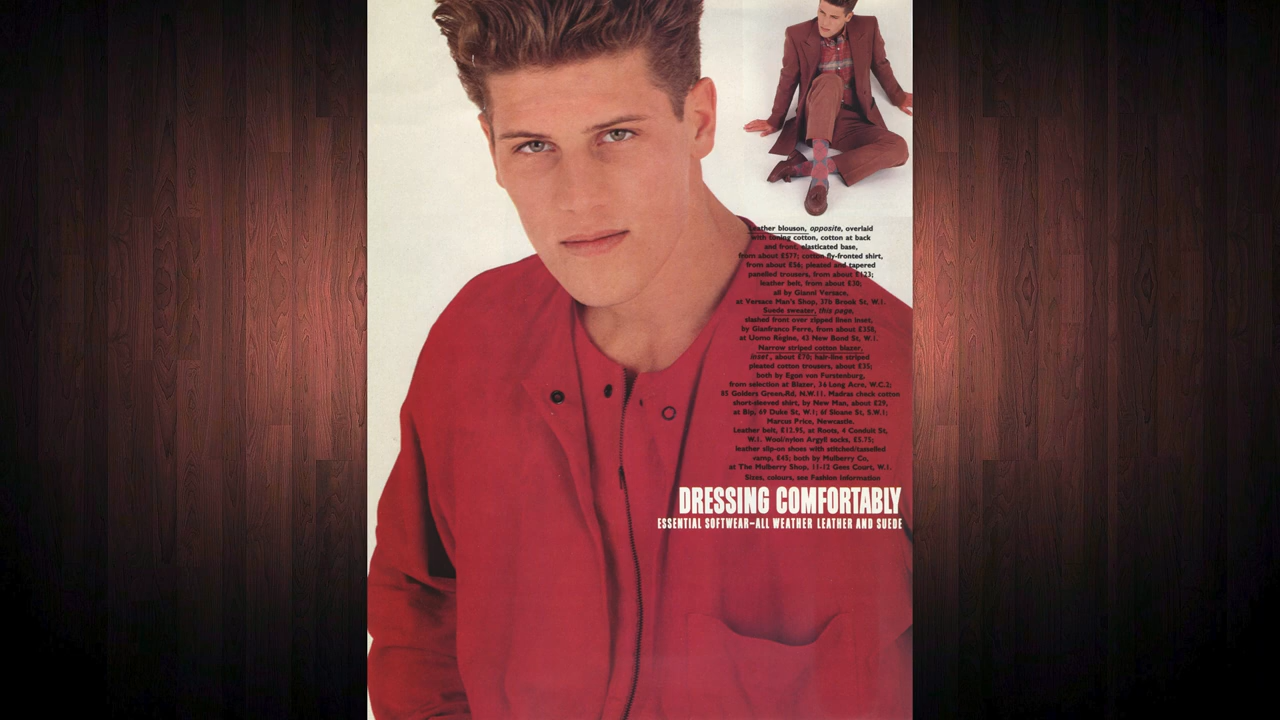 Leather blouson, opposite, overlaid
with toning cotton, cotton at back
and front, elasticated base,
from about £577; cotton fly-fronted shirt,
from about £56; pleated and tapered
panelled trousers, from about £123;
leather belt, from about £30;
all by Gianni Versace,
at Versace Man's Shop, 37b Brook St, W.1.
Suede sweater, this page,
slashed front over zipped linen inset,
by Gianfranco Ferre, from about £358,
at Uomo Règine, 43 New Bond St, W.1.
Narrow striped cotton blazer,
inset, about £70; hair-line striped
pleated cotton trousers, about £35;
both by Egon von Furstenburg,
from selection at Blazer, 36 Long Acre, W.C.2;
Golders Green Rd, N.W.11. Madras check cotton
short-sleeved shirt, by New Man, about £29,
at Bip, 69 Duke St, W.1; 6f Sloane St, S.W.1;
Marcus Price, Newcastle.
Leather belt, £12.95, at Roots, 4 Conduit St,
W.1. Wool/nylon Argyll socks, £5.75;
leather slip-on shoes with stitched/tasselled
vamp, £45; both by Mulberry Co,
at The Mulberry Shop, 11-12 Gees Court, W.1.
Sizes, colours, see Fashion Information
DRESSING COMFORTABLY
ESSENTIAL SOFTWEAR–ALL WEATHER LEATHER AND SUEDE